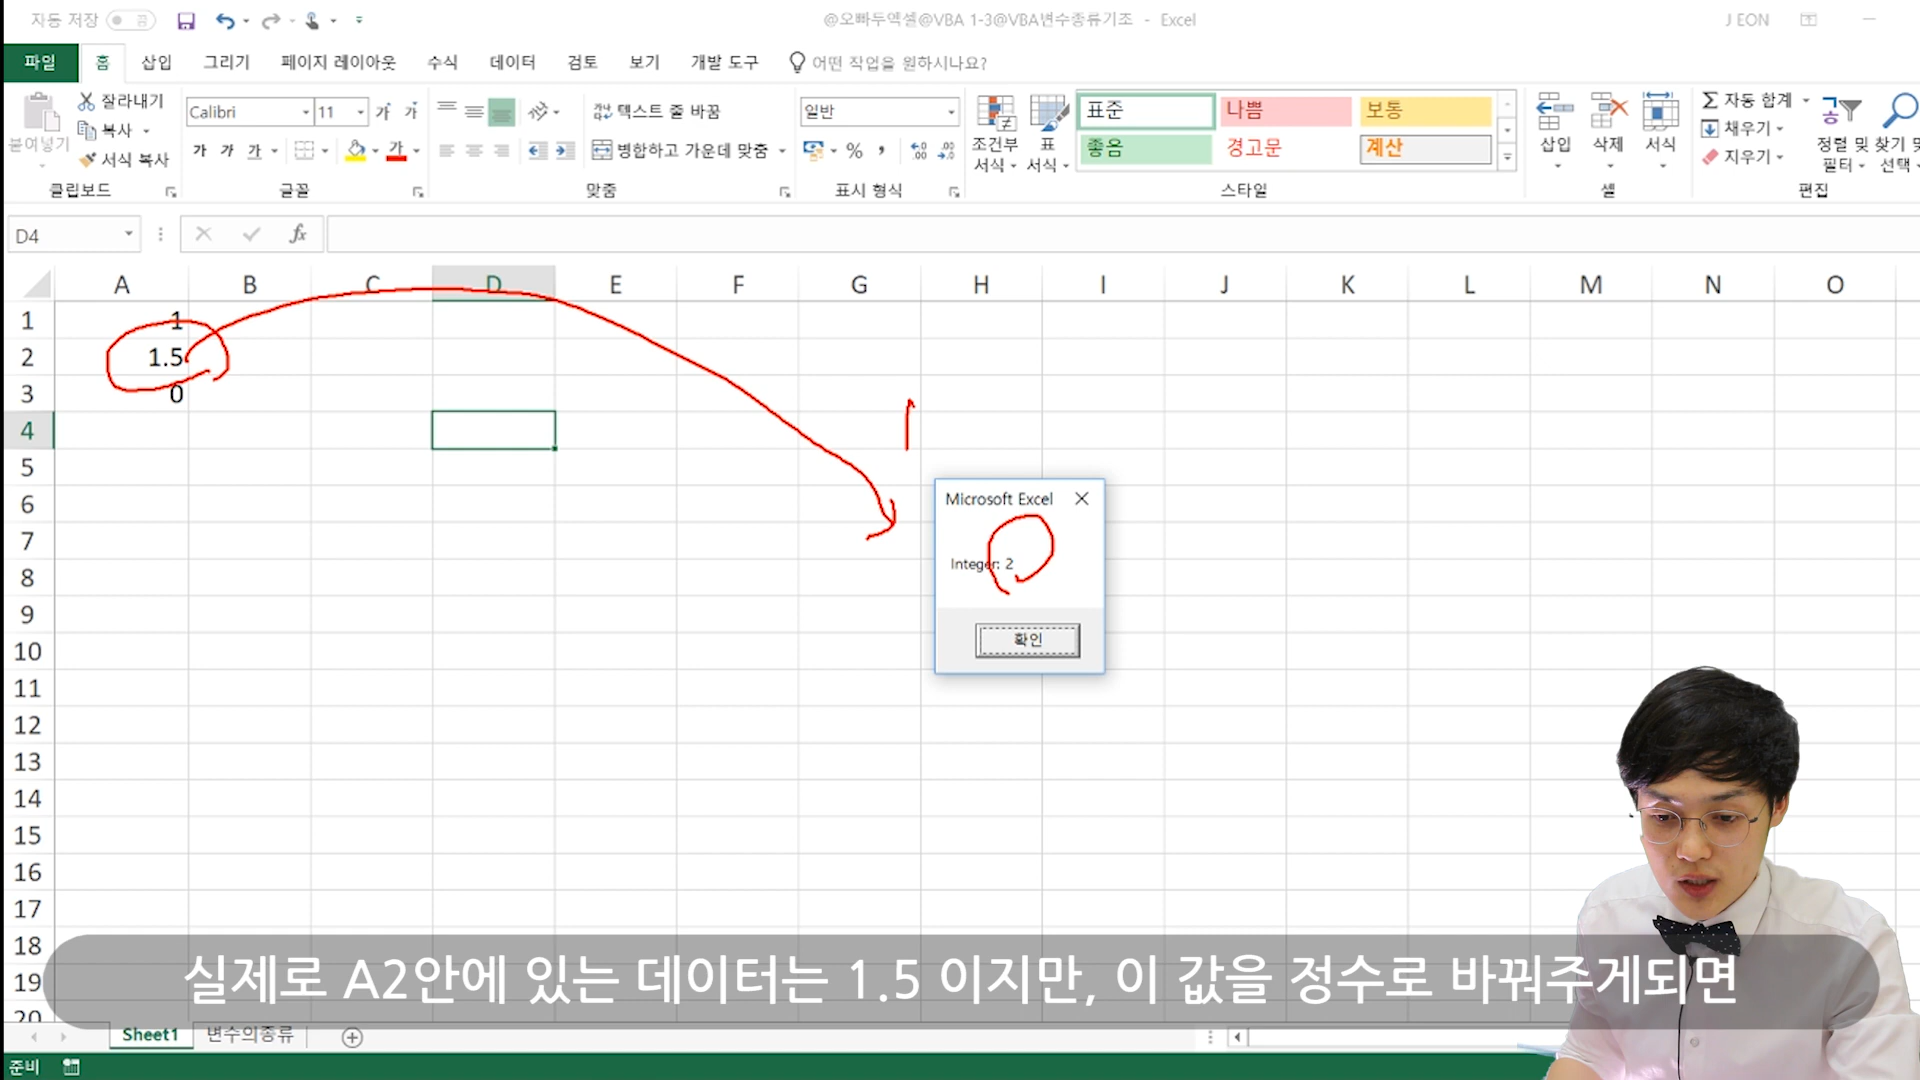 자동 저장 끔
@오빠두엑셀@VBA 1-3@VBA변수종류기초 - Excel
J EON
파일 홈 삽입 그리기 페이지 레이아웃 수식 데이터 검토 보기 개발 도구 어떤 작업을 원하시나요?
붙여넣기
잘라내기
복사
서식 복사
클립보드
Calibri 11
가 가
가 가 가 가
글꼴
텍스트 줄 바꿈
병합하고 가운데 맞춤
맞춤
일반
% ,
표시 형식
조건부 서식
표 서식
표준 나쁨 보통
좋음 경고문 계산
스타일
삽입 삭제 서식
셀
자동 합계
채우기
지우기
정렬 및 필터
찾기 및 선택
편집
D4
fx
A B C D E F G H I J K L M N O
1 1
2 1.5
3 0
4
5
6
7
8
9
10
11
12
13
14
15
16
17
18
19
20
Microsoft Excel
Integer: 2
확인
실제로 A2안에 있는 데이터는 1.5 이지만, 이 값을 정수로 바꿔주게되면
Sheet1 변수의종류
준비